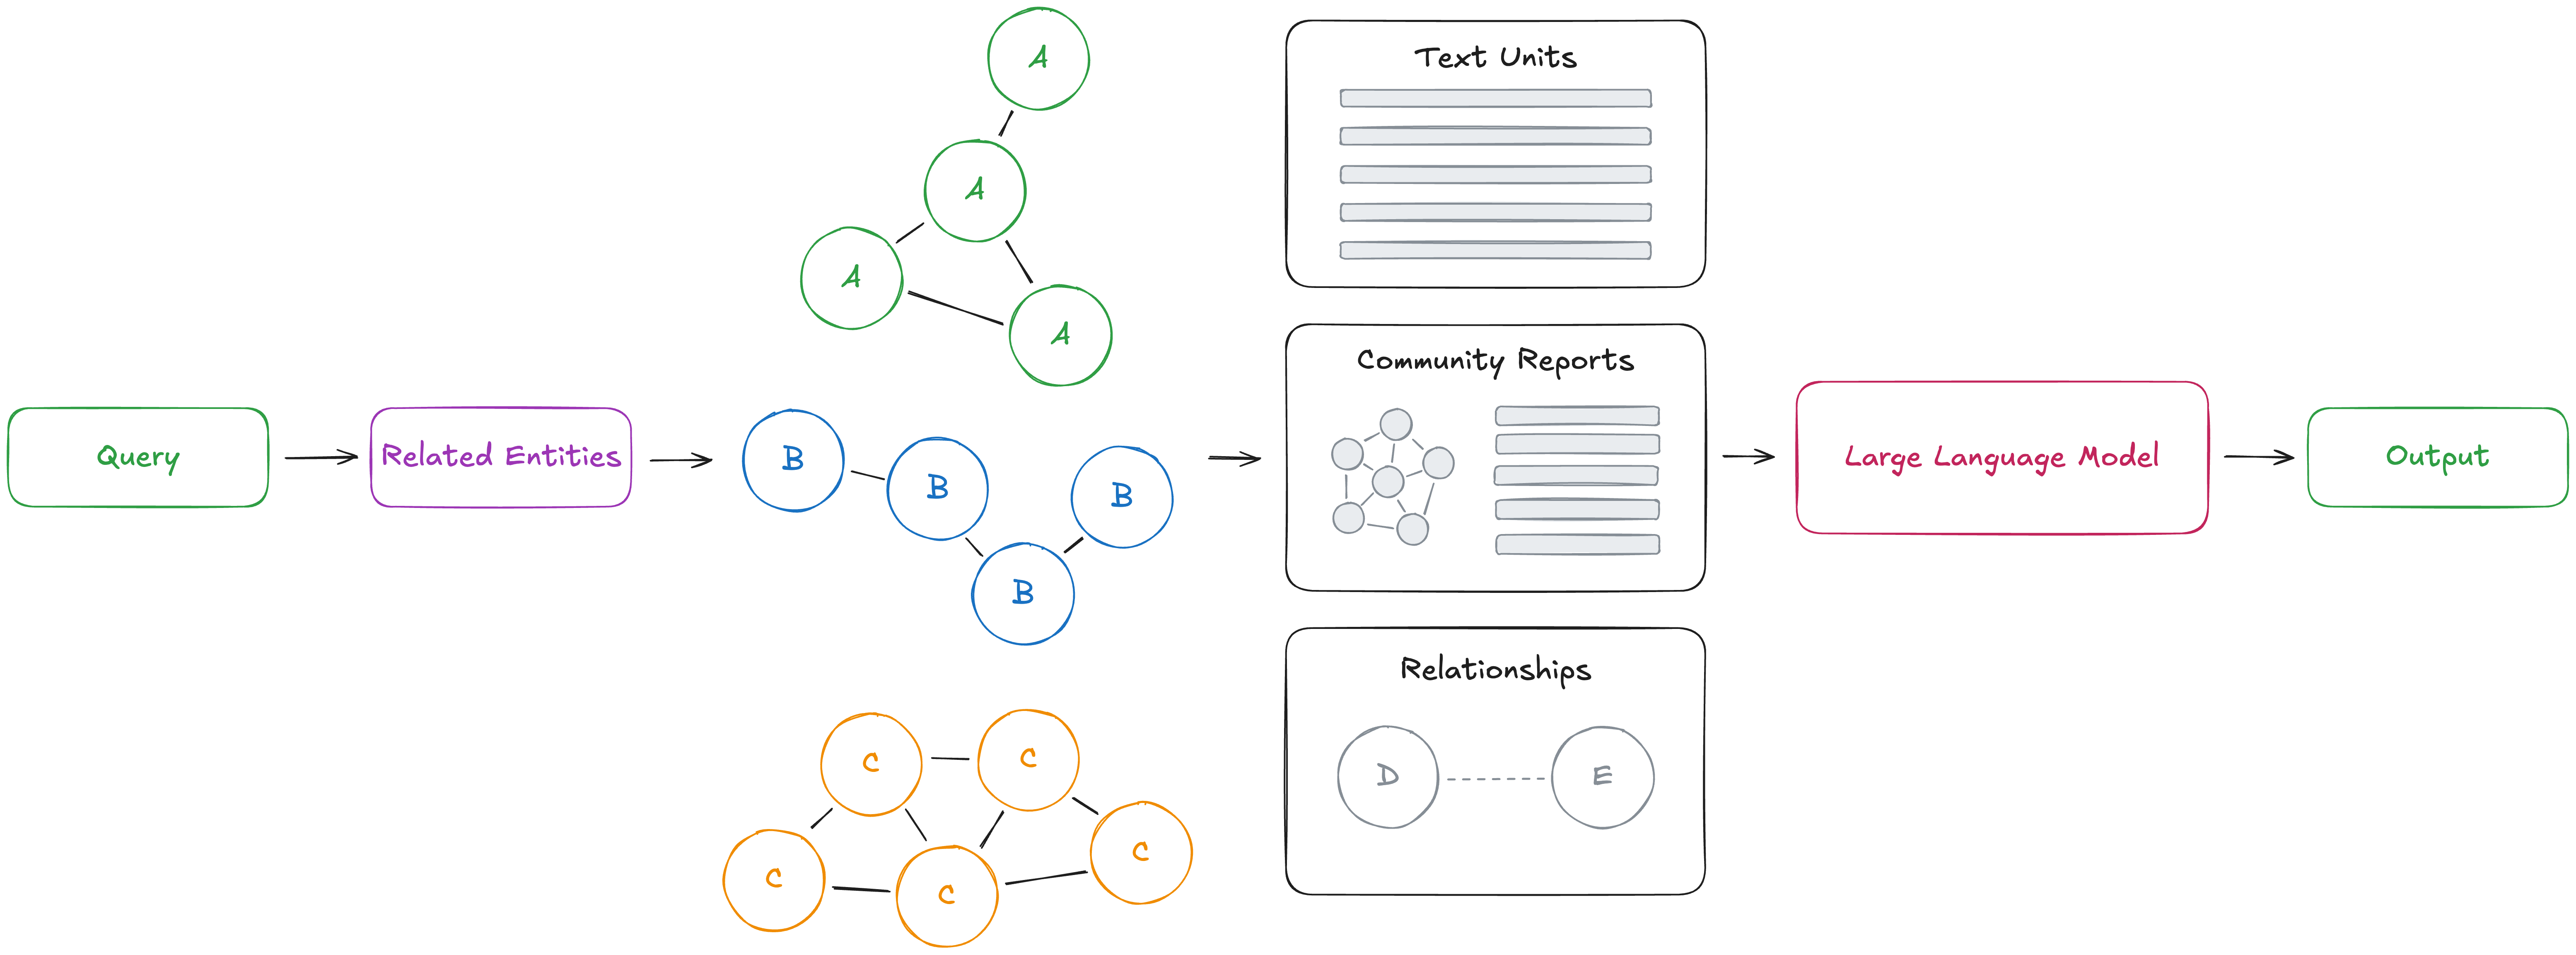 Query
Related Entities
A
A
A
A
B
B
B
B
C
C
C
C
C
Text Units
Community Reports
Relationships
D
E
Large Language Model
Output